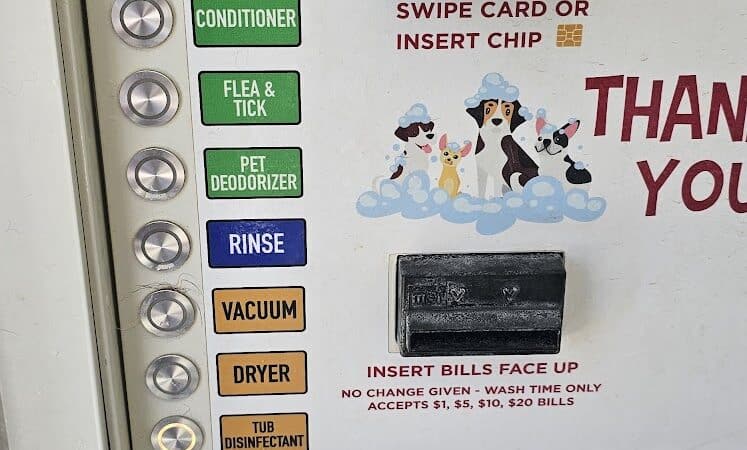 CONDITIONER
FLEA &
TICK
PET
DEODORIZER
RINSE
VACUUM
DRYER
TUB
DISINFECTANT
SWIPE CARD OR
INSERT CHIP
THAN
YOU
INSERT BILLS FACE UP
NO CHANGE GIVEN - WASH TIME ONLY
ACCEPTS $1, $5, $10, $20 BILLS